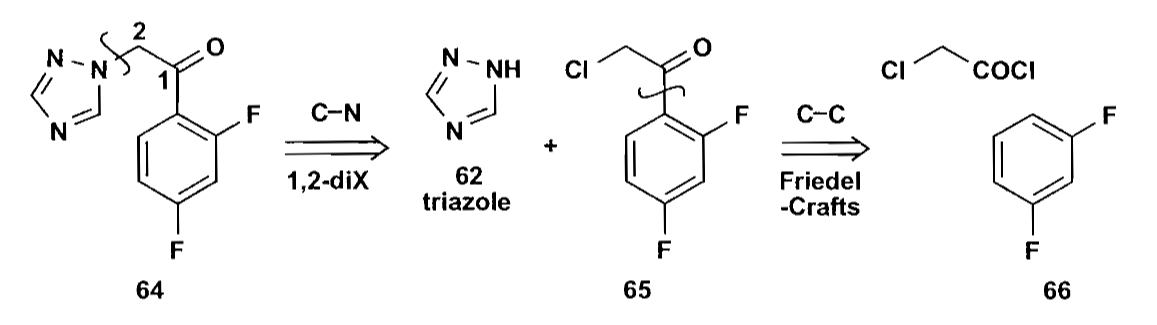 2
O
N
N
1
N
F
F
64
C–N
1,2-diX
N
NH
N
62
triazole
+
Cl
O
F
F
65
C–C
Friedel
-Crafts
Cl
COCl
F
F
66